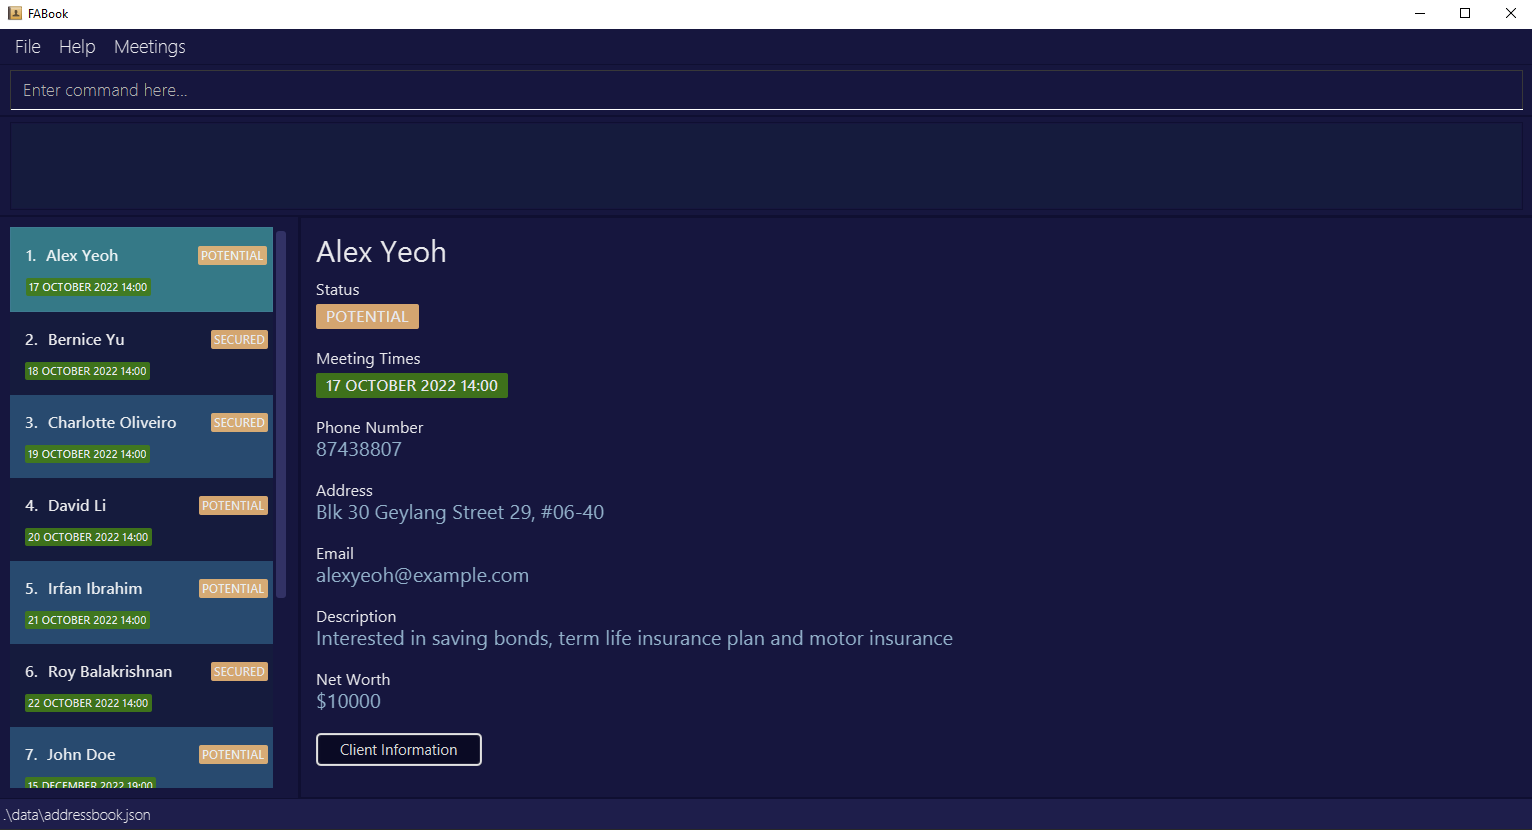 FABook
File Help Meetings
Enter command here...
1. Alex Yeoh POTENTIAL
17 OCTOBER 2022 14:00
2. Bernice Yu SECURED
18 OCTOBER 2022 14:00
3. Charlotte Oliveiro SECURED
19 OCTOBER 2022 14:00
4. David Li POTENTIAL
20 OCTOBER 2022 14:00
5. Irfan Ibrahim POTENTIAL
21 OCTOBER 2022 14:00
6. Roy Balakrishnan SECURED
22 OCTOBER 2022 14:00
7. John Doe POTENTIAL
15 DECEMBER 2022 19:00
Alex Yeoh
Status
POTENTIAL
Meeting Times
17 OCTOBER 2022 14:00
Phone Number
87438807
Address
Blk 30 Geylang Street 29, #06-40
Email
alexyeoh@example.com
Description
Interested in saving bonds, term life insurance plan and motor insurance
Net Worth
$10000
Client Information
.\data\addressbook.json